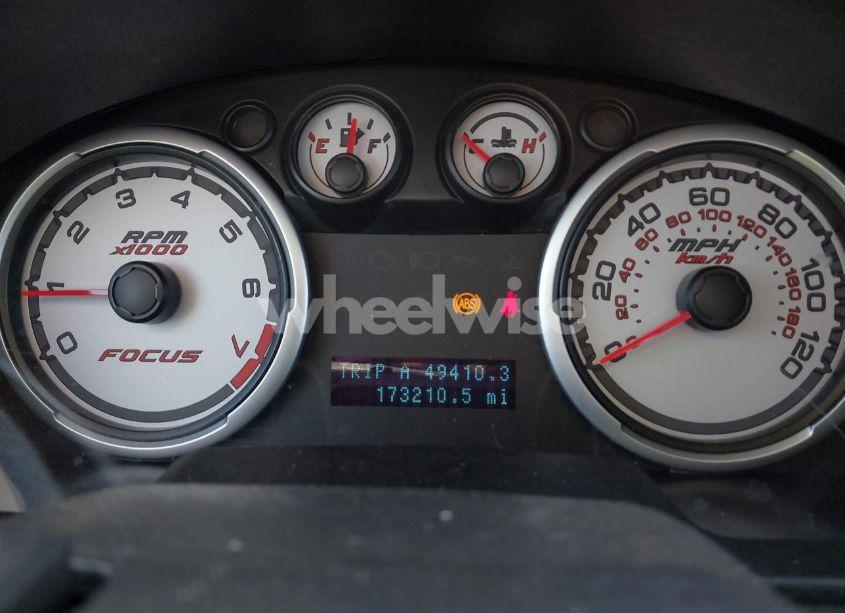 E F
H
0 1 2 3 4 5 6 7
RPM
x1000
FOCUS
0 20 40 60 80 100 120
20 40 60 80 100 120 140 160 180
MPH
km/h
wheelwise
ABS
TRIP A 49410.3
173210.5 mi